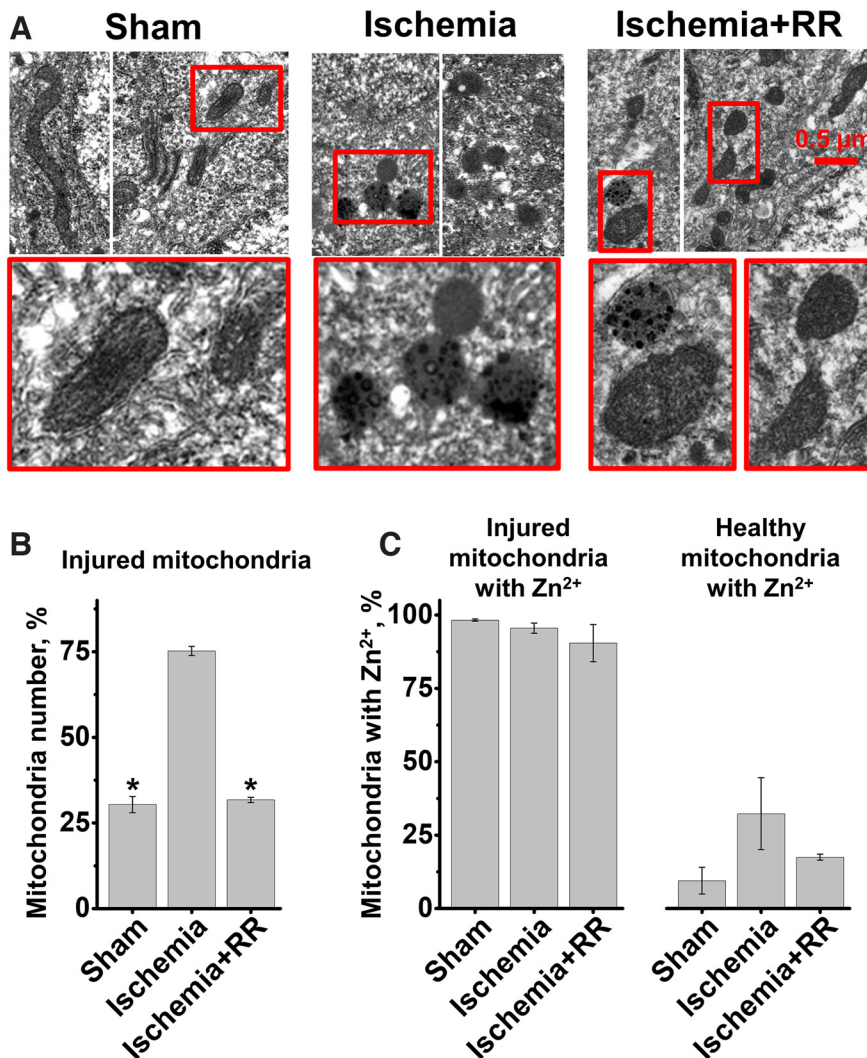 A
Sham
Ischemia
Ischemia+RR
0.5 μm
B
Injured mitochondria
Mitochondria number, %
75
50
25
0
*
*
Sham
Ischemia
Ischemia+RR
C
Injured
mitochondria
with Zn²⁺
Healthy
mitochondria
with Zn²⁺
Mitochondria with Zn²⁺, %
100
75
50
25
0
Sham
Ischemia
Ischemia+RR
Sham
Ischemia
Ischemia+RR